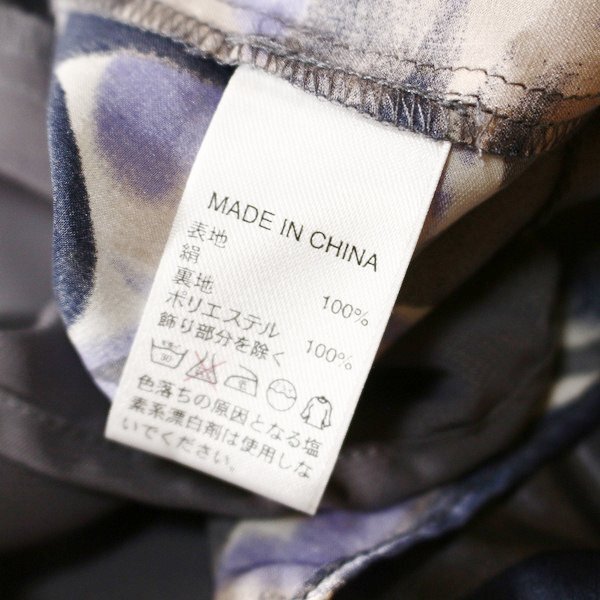 MADE IN CHINA
表地
絹 100%
裏地
ポリエステル 100%
飾り部分を除く
色落ちの原因となる塩
素系漂白剤は使用しな
いでください。